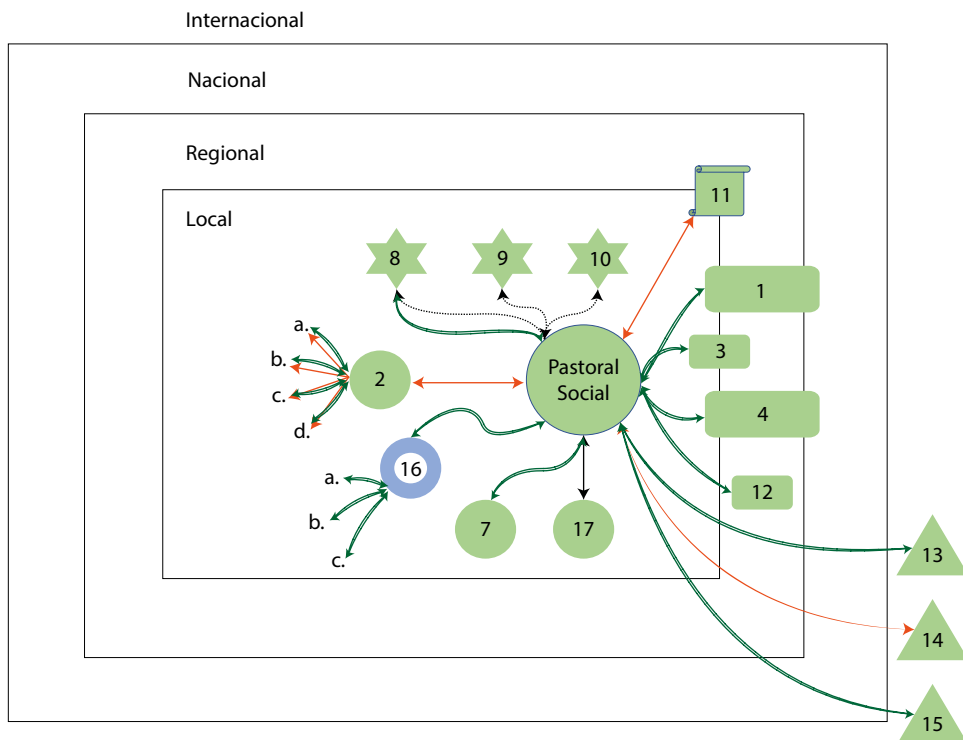 Internacional
Nacional
Regional
11
Local
8
9
10
1
a.
3
b.
2
Pastoral
Social
c.
4
d.
16
a.
12
b.
7
17
c.
13
14
15